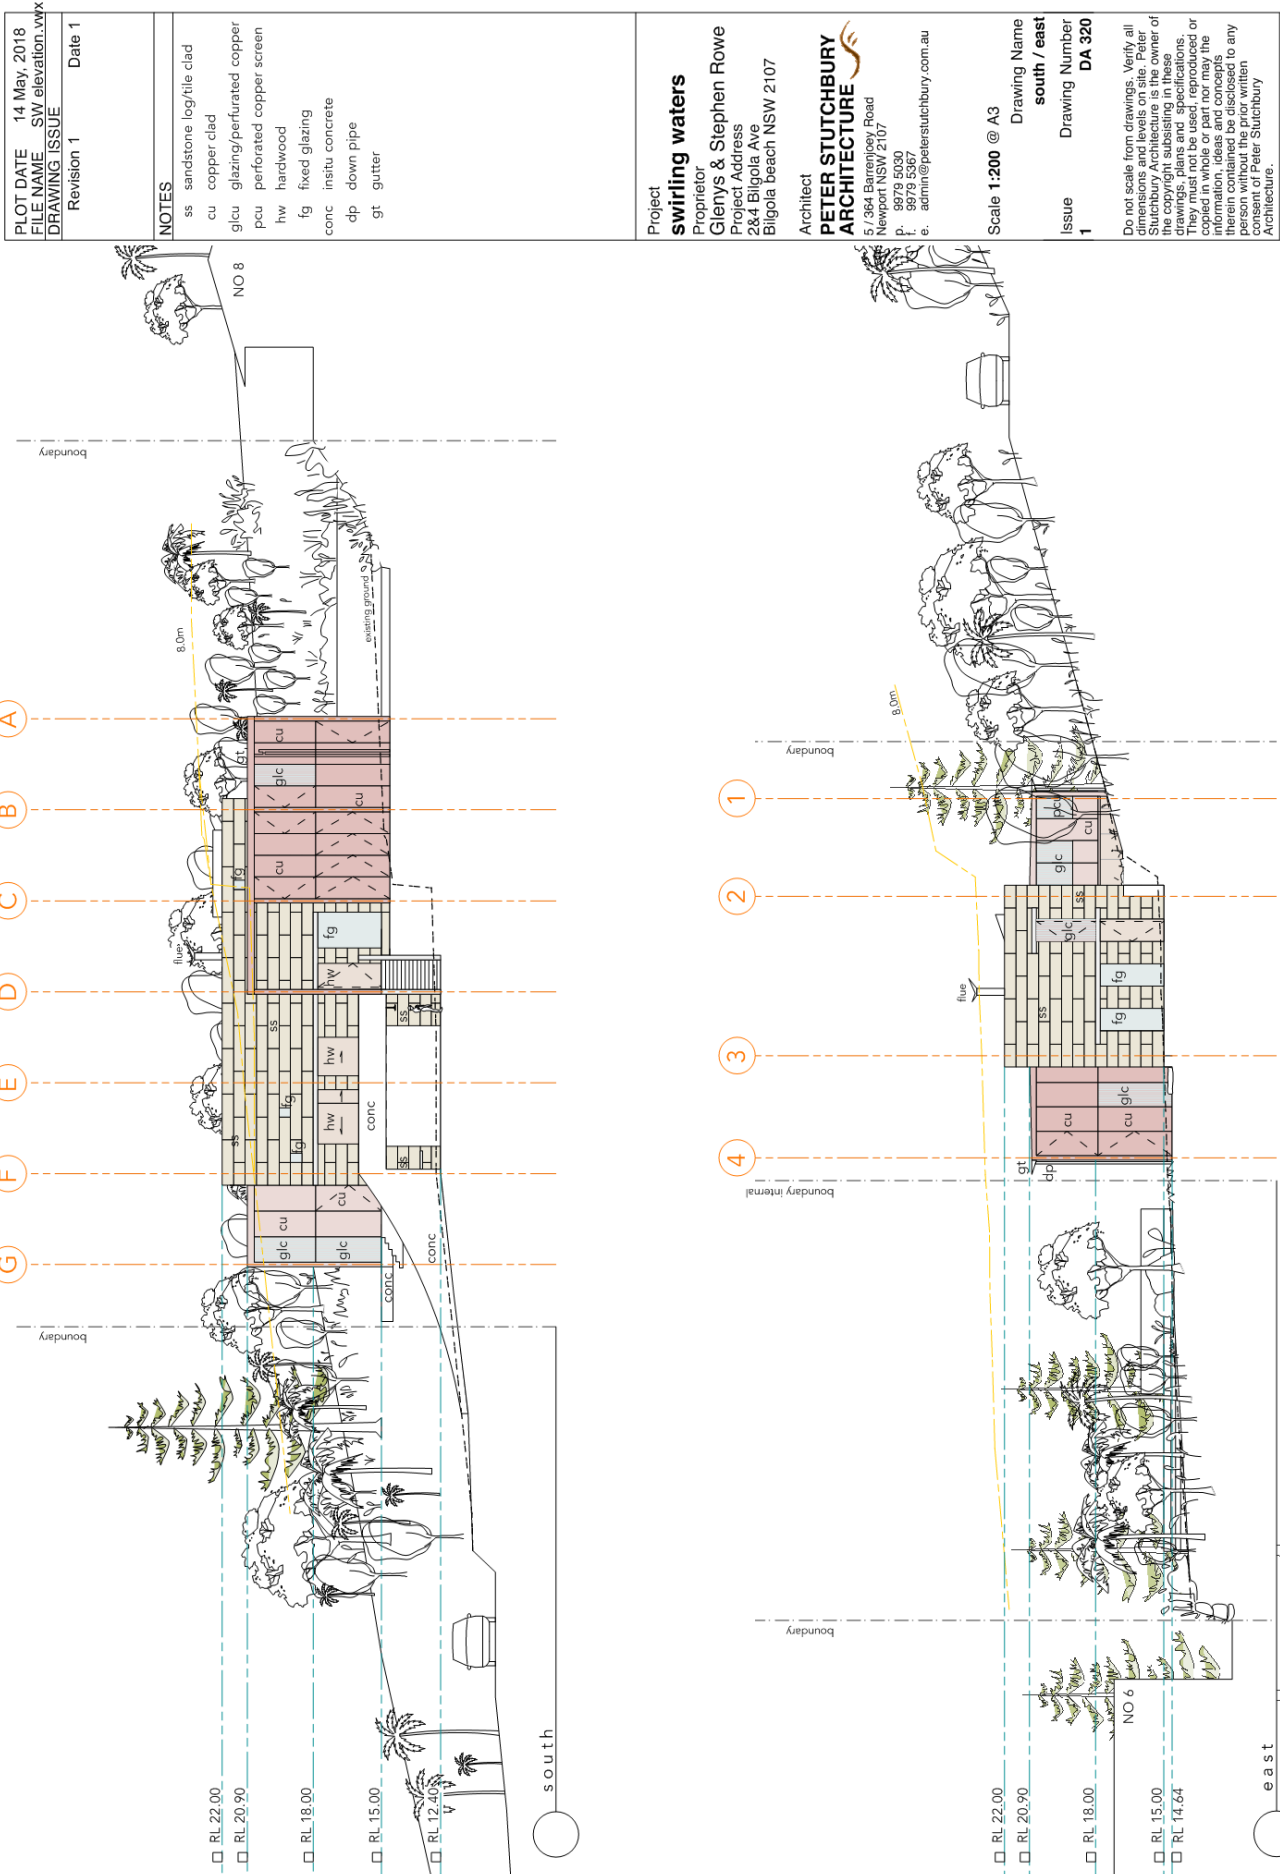 PLOT DATE 14 May, 2018
FILE NAME SW elevation.vwx
DRAWING ISSUE
Revision 1 Date 1
NOTES
ss sandstone log/tile clad
cu copper clad
glcu glazing/perfurated copper
pcu perforated copper screen
hw hardwood
fg fixed glazing
conc insitu concrete
dp down pipe
gt gutter
Project
swirling waters
Proprietor
Glenys & Stephen Rowe
Project Address
2&4 Bilgola Ave
Bilgola beach NSW 2107
Architect
PETER STUTCHBURY
ARCHITECTURE
5 / 364 Barrenjoey Road
Newport NSW 2107
p. 9979 5030
f. 9979 5367
e. admin@peterstutchbury.com.au
Scale 1:200 @ A3
Drawing Name
south / east
Issue Drawing Number
1 DA 320
Do not scale from drawings. Verify all
dimensions and levels on site. Peter
Stutchbury Architecture is the owner of
the copyright subsisting in these
drawings, plans and specifications.
They must not be used, reproduced or
copied in whole or part nor may the
information, ideas and concepts
therein contained be disclosed to any
person without the prior written
consent of Peter Stutchbury
Architecture.
G F E D C B A
boundary
boundary
NO 8
8.0m
existing ground
flue
gt
cu
glc
cu
cu
fg
fg
hw
ss
ss
ss
hw
hw
fg
fg
conc
ss
cu
cu
glc
glc
conc
conc
RL 22.00
RL 20.90
RL 18.00
RL 15.00
RL 12.40
south
4 3 2 1
boundary
boundary internal
boundary
8.0m
flue
pcu
cu
glc
ss
glc
fg
fg
ss
cu
cu
glc
gt
dp
NO 6
RL 22.00
RL 20.90
RL 18.00
RL 15.00
RL 14.64
east